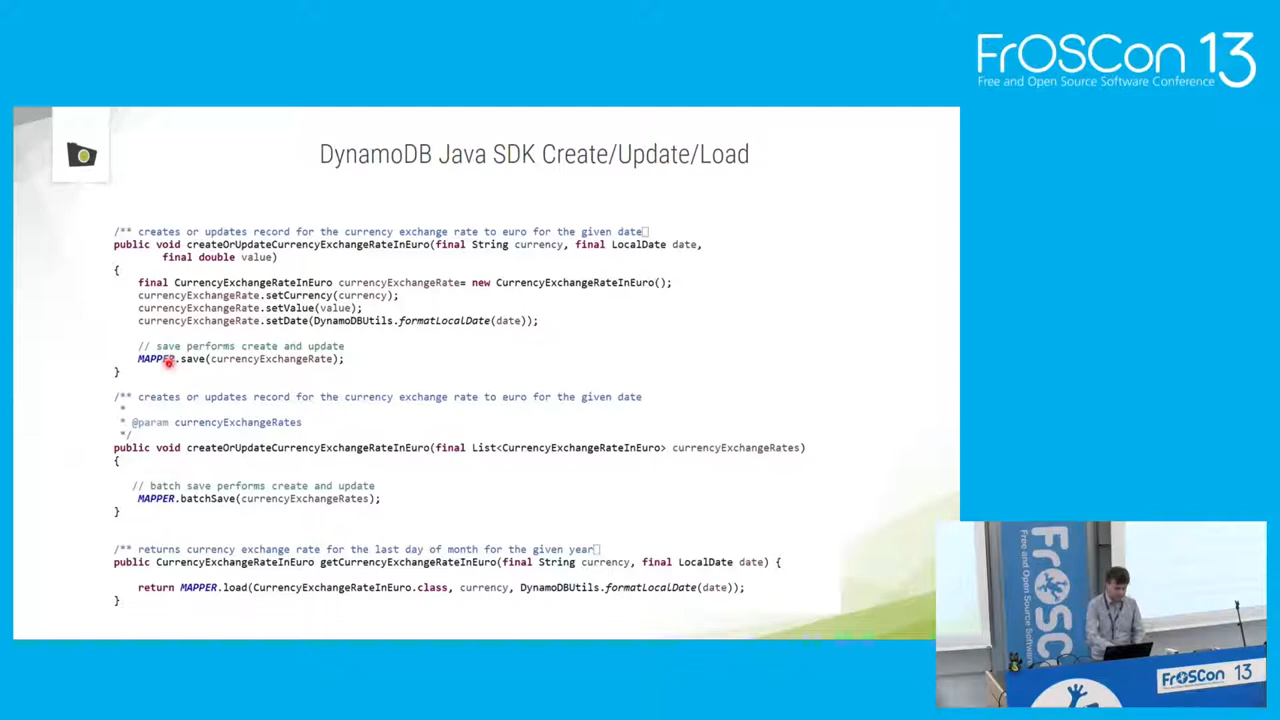 FrOSCon 13
Free and Open Source Software Conference
DynamoDB Java SDK Create/Update/Load
/** creates or updates record for the currency exchange rate to euro for the given date
public void createOrUpdateCurrencyExchangeRateInEuro(final String currency, final LocalDate date,
final double value)
{
final CurrencyExchangeRateInEuro currencyExchangeRate= new CurrencyExchangeRateInEuro();
currencyExchangeRate.setCurrency(currency);
currencyExchangeRate.setValue(value);
currencyExchangeRate.setDate(DynamoDBUtils.formatLocalDate(date));
// save performs create and update
MAPPER.save(currencyExchangeRate);
}
/** creates or updates record for the currency exchange rate to euro for the given date
*
* @param currencyExchangeRates
*/
public void createOrUpdateCurrencyExchangeRateInEuro(final List<CurrencyExchangeRateInEuro> currencyExchangeRates)
{
// batch save performs create and update
MAPPER.batchSave(currencyExchangeRates);
}
/** returns currency exchange rate for the last day of month for the given year
public CurrencyExchangeRateInEuro getCurrencyExchangeRateInEuro(final String currency, final LocalDate date) {
return MAPPER.load(CurrencyExchangeRateInEuro.class, currency, DynamoDBUtils.formatLocalDate(date));
}
FrOSC
Free and Open Source Software
FrOSCon 13